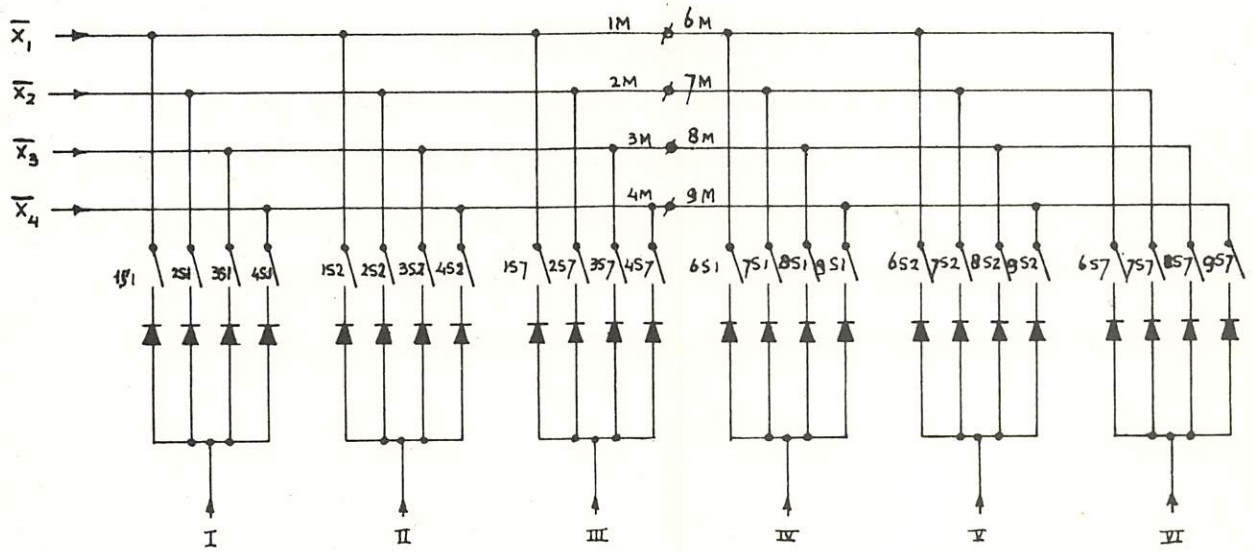 X̅₁ 1M 6M
X̅₂ 2M 7M
X̅₃ 3M 8M
X̅₄ 4M 9M
1S1 2S1 3S1 4S1 1S2 2S2 3S2 4S2 1S7 2S7 3S7 4S7 6S1 7S1 8S1 9S1 6S2 7S2 8S2 9S2 6S7 7S7 8S7 9S7
I II III IV V VI